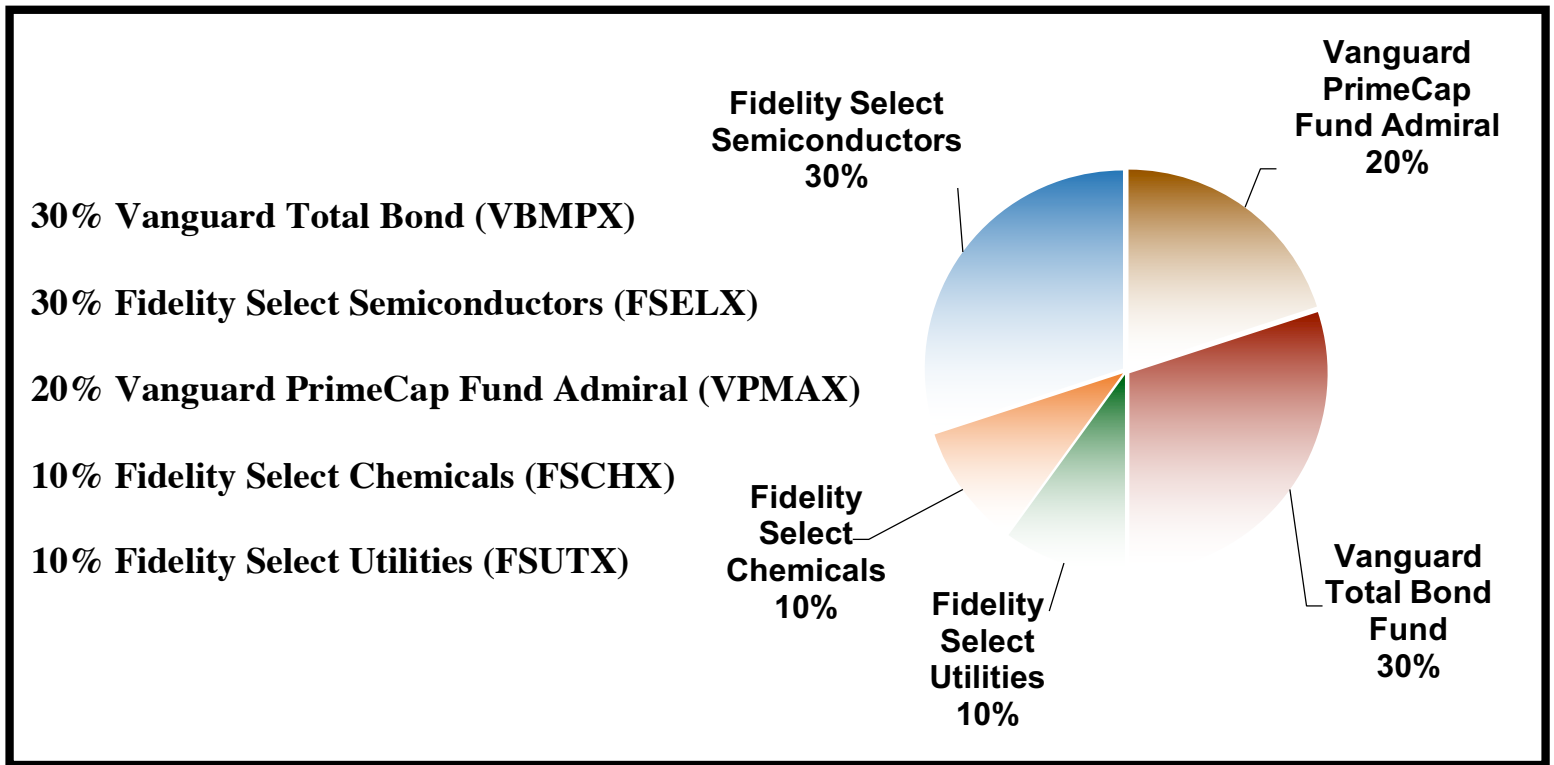 30% Vanguard Total Bond (VBMPX)
30% Fidelity Select Semiconductors (FSELX)
20% Vanguard PrimeCap Fund Admiral (VPMAX)
10% Fidelity Select Chemicals (FSCHX)
10% Fidelity Select Utilities (FSUTX)
Fidelity Select
Semiconductors
30%
Vanguard
PrimeCap
Fund Admiral
20%
Fidelity
Select
Chemicals
10%
Fidelity
Select
Utilities
10%
Vanguard
Total Bond
Fund
30%